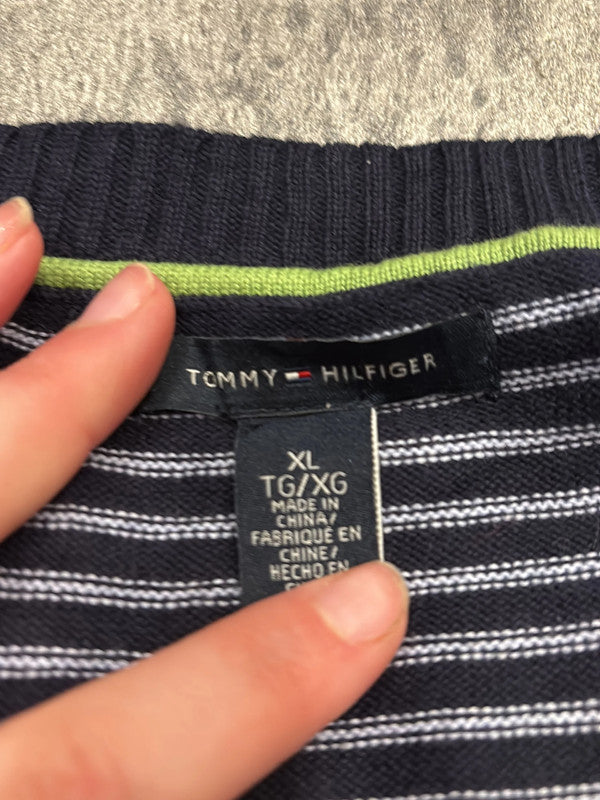 TOMMY HILFIGER
XL
TG/XG
MADE IN
CHINA/
FABRIQUÉ EN
CHINE/
HECHO EN